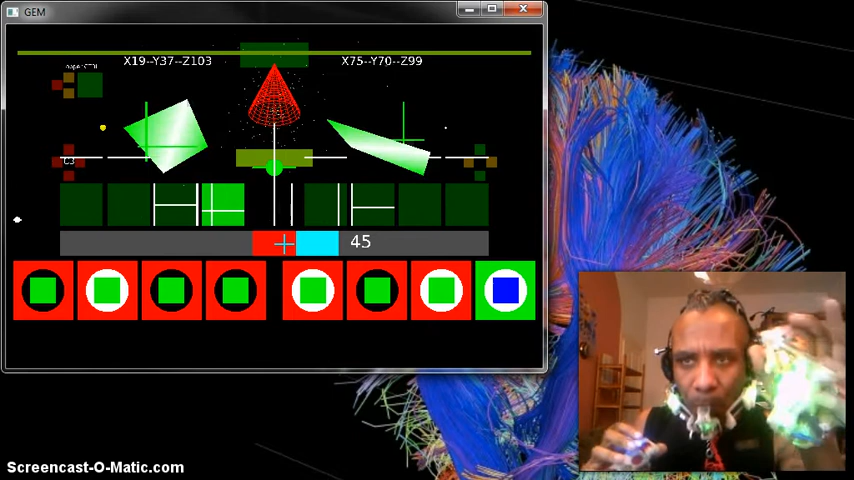 GEM
X19--Y37--Z103
X75--Y70--Z99
C3
45
Screencast-O-Matic.com